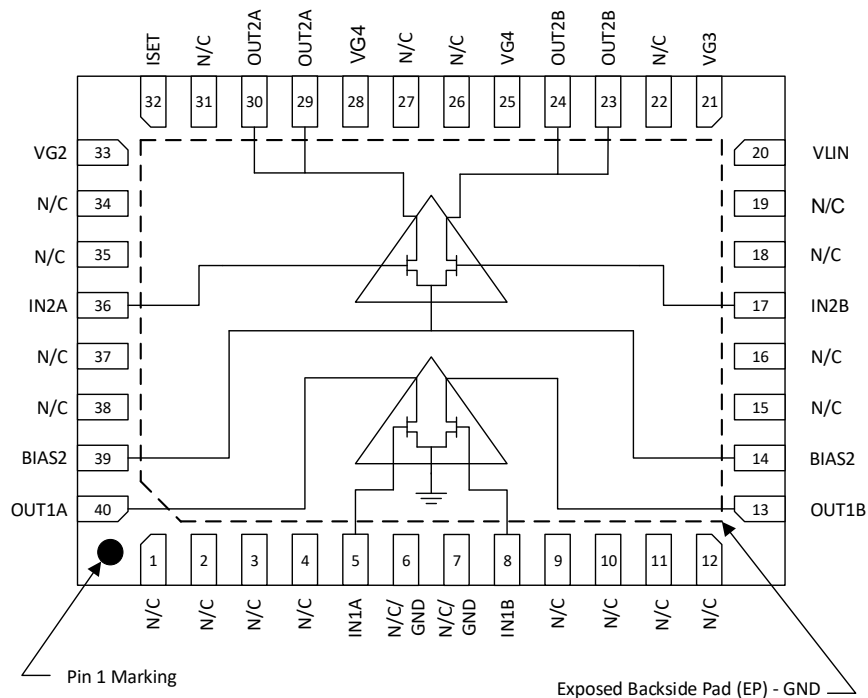 ISET
N/C
OUT2A
OUT2A
VG4
N/C
N/C
VG4
OUT2B
OUT2B
N/C
VG3
32
31
30
29
28
27
26
25
24
23
22
21
VG2 33
20 VLIN
N/C 34
19 N/C
N/C 35
18 N/C
IN2A 36
17 IN2B
N/C 37
16 N/C
N/C 38
15 N/C
BIAS2 39
14 BIAS2
OUT1A 40
13 OUT1B
1
2
3
4
5
6
7
8
9
10
11
12
N/C
N/C
N/C
N/C
IN1A
N/C/
GND
N/C/
GND
IN1B
N/C
N/C
N/C
N/C
Pin 1 Marking
Exposed Backside Pad (EP) - GND